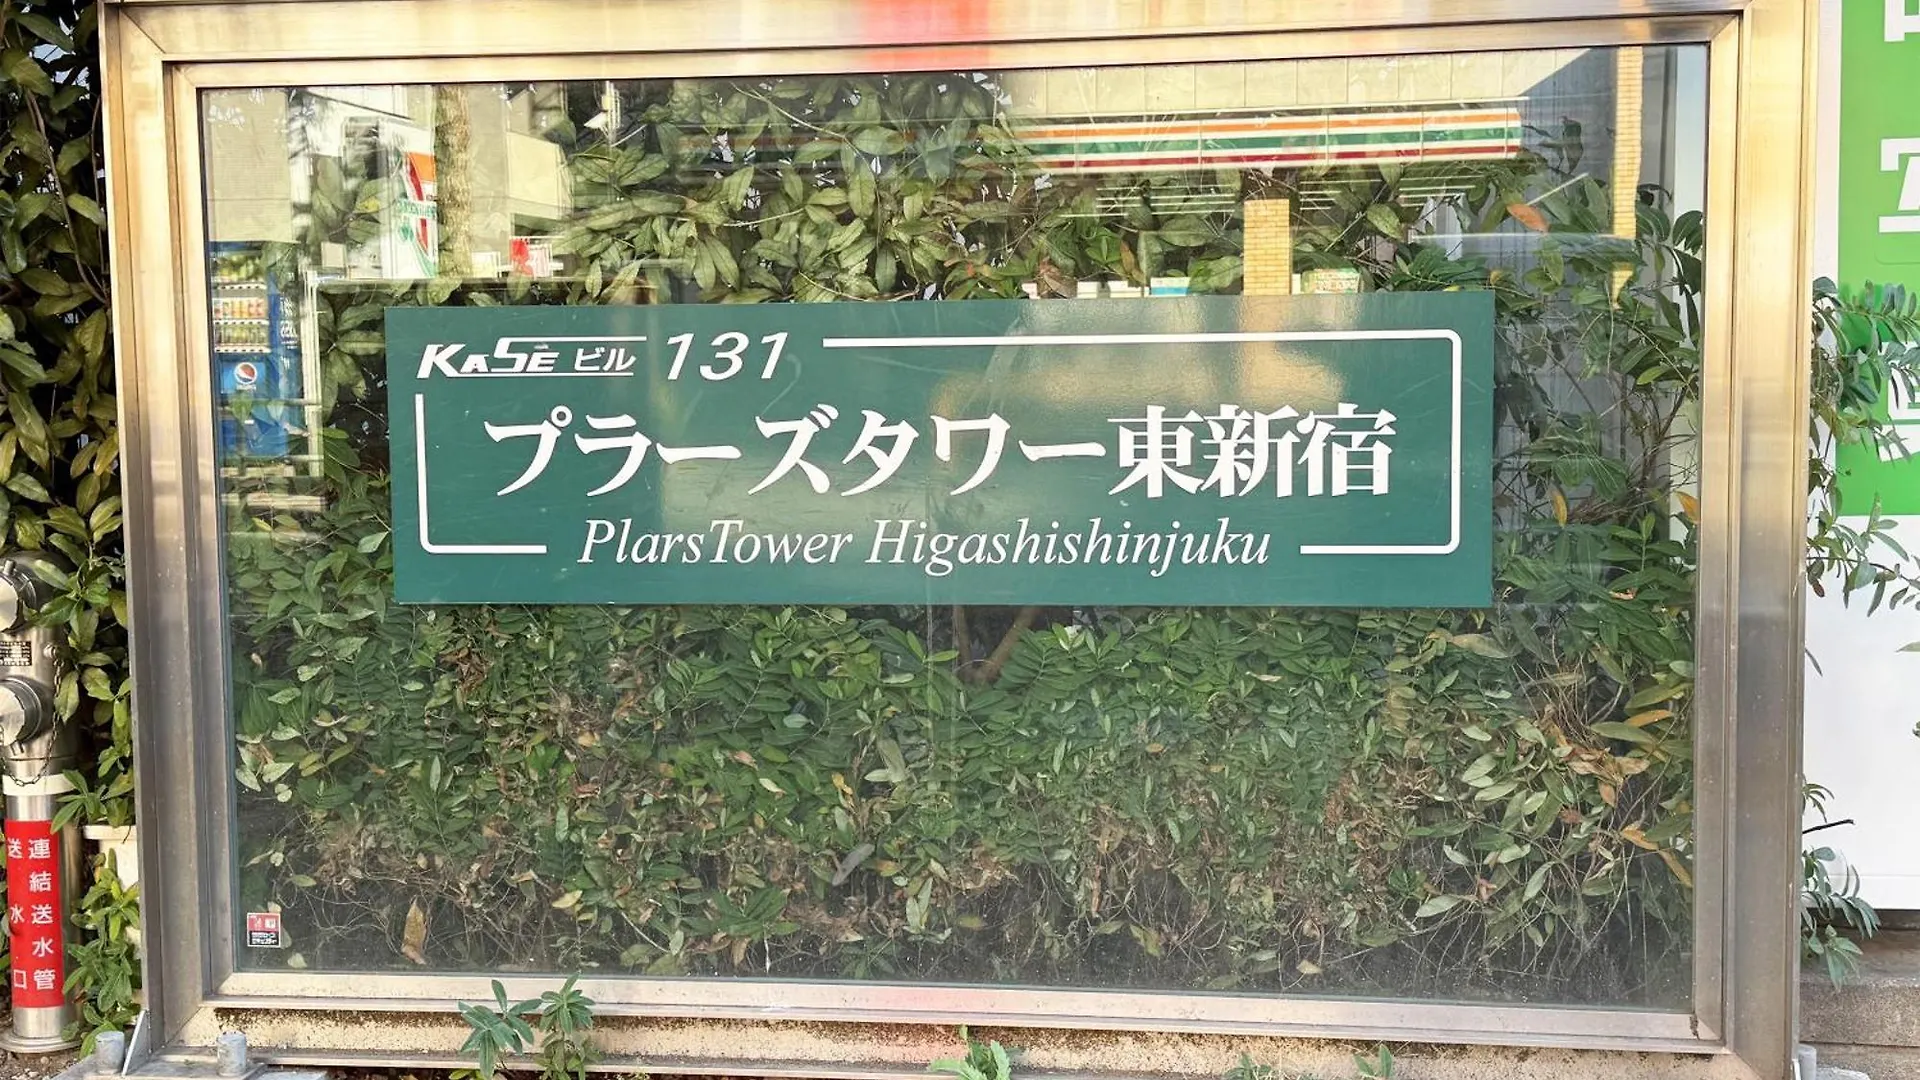 KASE ビル 131
プラーズタワー東新宿
PlarsTower Higashishinjuku
連結送水管
送水口